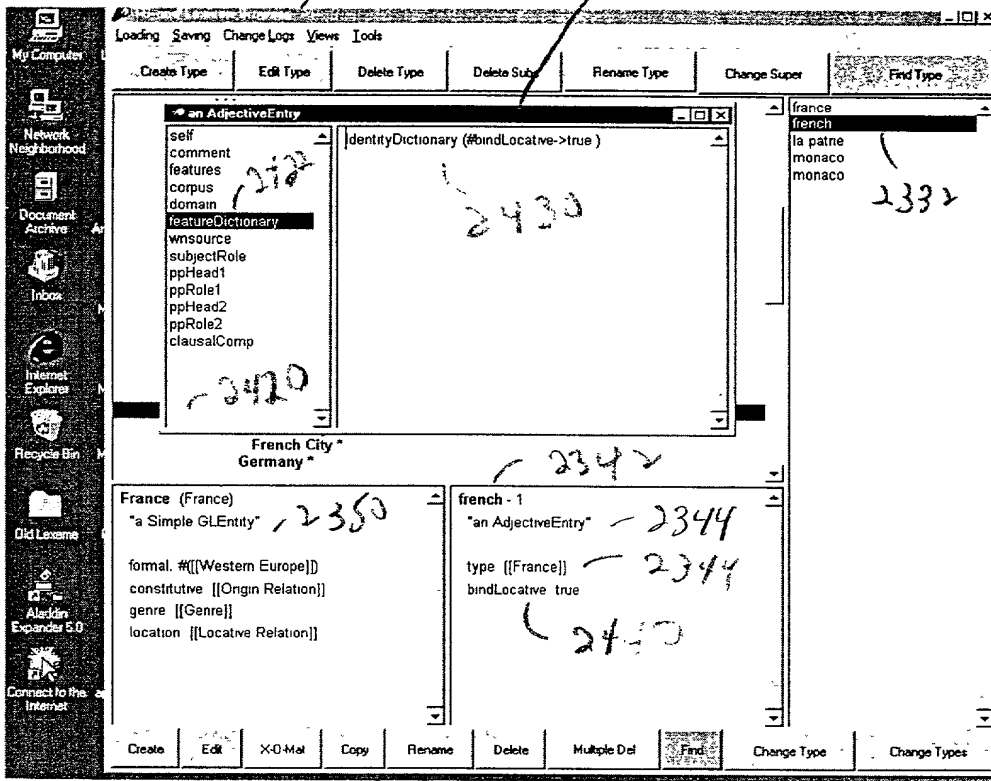 Loading Saving Change Logs Views Tools
Create Type Edit Type Delete Type Delete Subs Rename Type Change Super Find Type
My Computer
Network Neighborhood
Document Archive
Inbox
Internet Explorer
Recycle Bin
Old Lexeme
Aladdin Expander 5.0
Connect to the Internet
an AdjectiveEntry
self
comment
features
corpus
domain
featureDictionary
wnsource
subjectRole
ppHead1
ppRole1
ppHead2
ppRole2
clausalComp
2420
IdentityDictionary (#bindLocative->true )
2430
france
french
la patrie
monaco
monaco
2332
French City *
Germany *
2342
France (France)
"a Simple GLEntity" 2350
formal. #([[Western Europe]])
constitutive [[Origin Relation]]
genre [[Genre]]
location [[Locative Relation]]
french - 1
"an AdjectiveEntry" 2344
type [[France]] 2344
bindLocative true
Create Edit X-O-Mat Copy Rename Delete Multiple Del Find Change Type Change Types